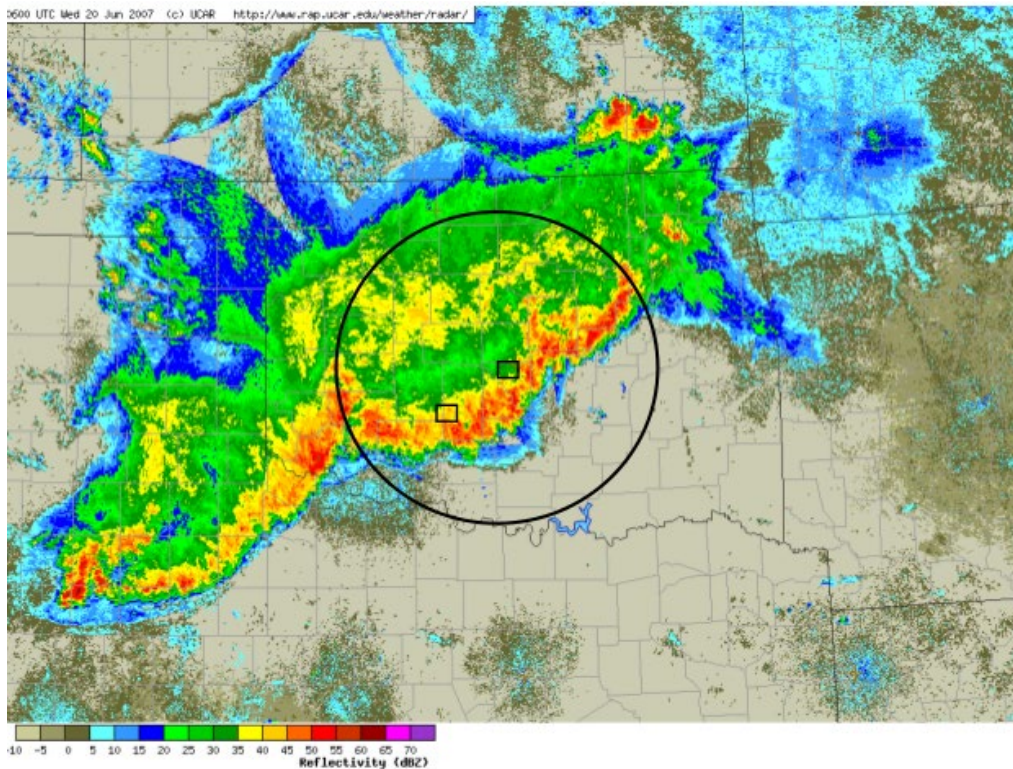 0600 UTC Wed 20 Jun 2007 (c) UCAR http://www.rap.ucar.edu/weather/radar/
-10 -5 0 5 10 15 20 25 30 35 40 45 50 55 60 65 70
Reflectivity (dBZ)